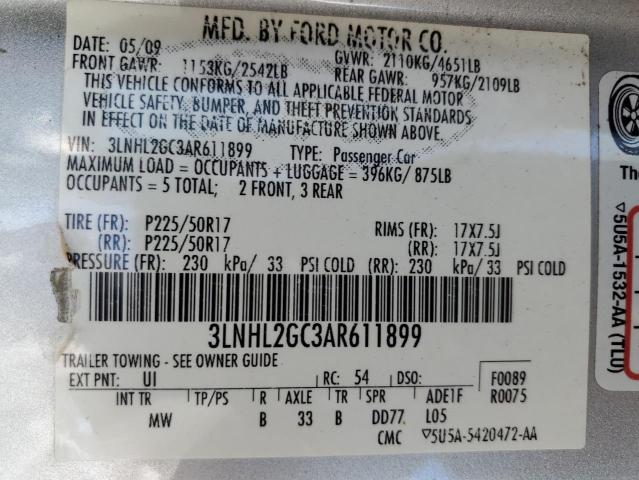 MFD. BY FORD MOTOR CO.
DATE: 05/09 GVWR: 2110KG/4651LB
FRONT GAWR: 1153KG/2542LB REAR GAWR: 957KG/2109LB
THIS VEHICLE CONFORMS TO ALL APPLICABLE FEDERAL MOTOR
VEHICLE SAFETY, BUMPER, AND THEFT PREVENTION STANDARDS
IN EFFECT ON THE DATE OF MANUFACTURE SHOWN ABOVE.
VIN: 3LNHL2GC3AR611899 TYPE: Passenger Car
MAXIMUM LOAD = OCCUPANTS + LUGGAGE = 396KG/875LB
OCCUPANTS = 5 TOTAL; 2 FRONT, 3 REAR
TIRE (FR): P225/50R17 RIMS (FR): 17X7.5J
(RR): P225/50R17 (RR): 17X7.5J
PRESSURE (FR): 230 kPa/ 33 PSI COLD (RR): 230 kPa/ 33 PSI COLD
3LNHL2GC3AR611899
TRAILER TOWING - SEE OWNER GUIDE
EXT PNT: UI RC: 54 DSO: F0089
R0075
INT TR TP/PS R AXLE TR SPR ADE1F
MW B 33 B DD77 L05
CMC ▽5U5A-5420472-AA
The
▽5U5A-1532-AA (TLU)